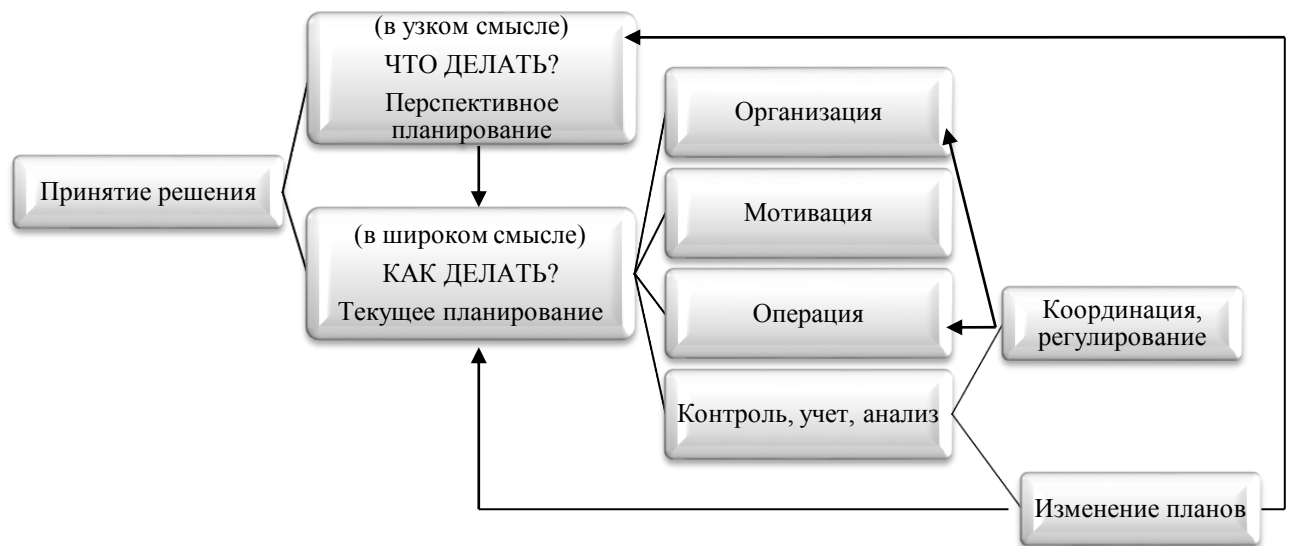 (в узком смысле)
ЧТО ДЕЛАТЬ?
Перспективное
планирование
Принятие решения
(в широком смысле)
КАК ДЕЛАТЬ?
Текущее планирование
Организация
Мотивация
Операция
Контроль, учет, анализ
Координация,
регулирование
Изменение планов